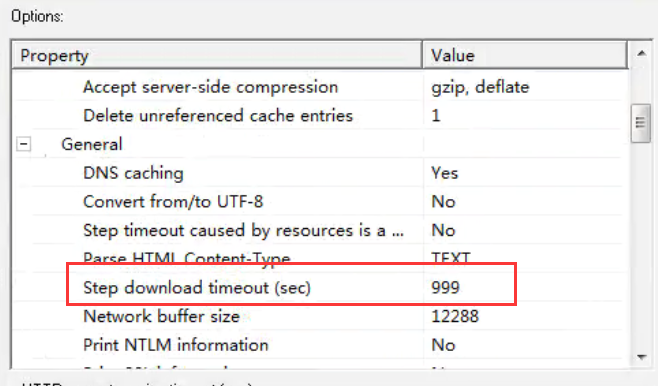 Options:
Property Value
Accept server-side compression gzip, deflate
Delete unreferenced cache entries 1
General
DNS caching Yes
Convert from/to UTF-8 No
Step timeout caused by resources is a ... No
Parse HTML Content-Type TEXT
Step download timeout (sec) 999
Network buffer size 12288
Print NTLM information No